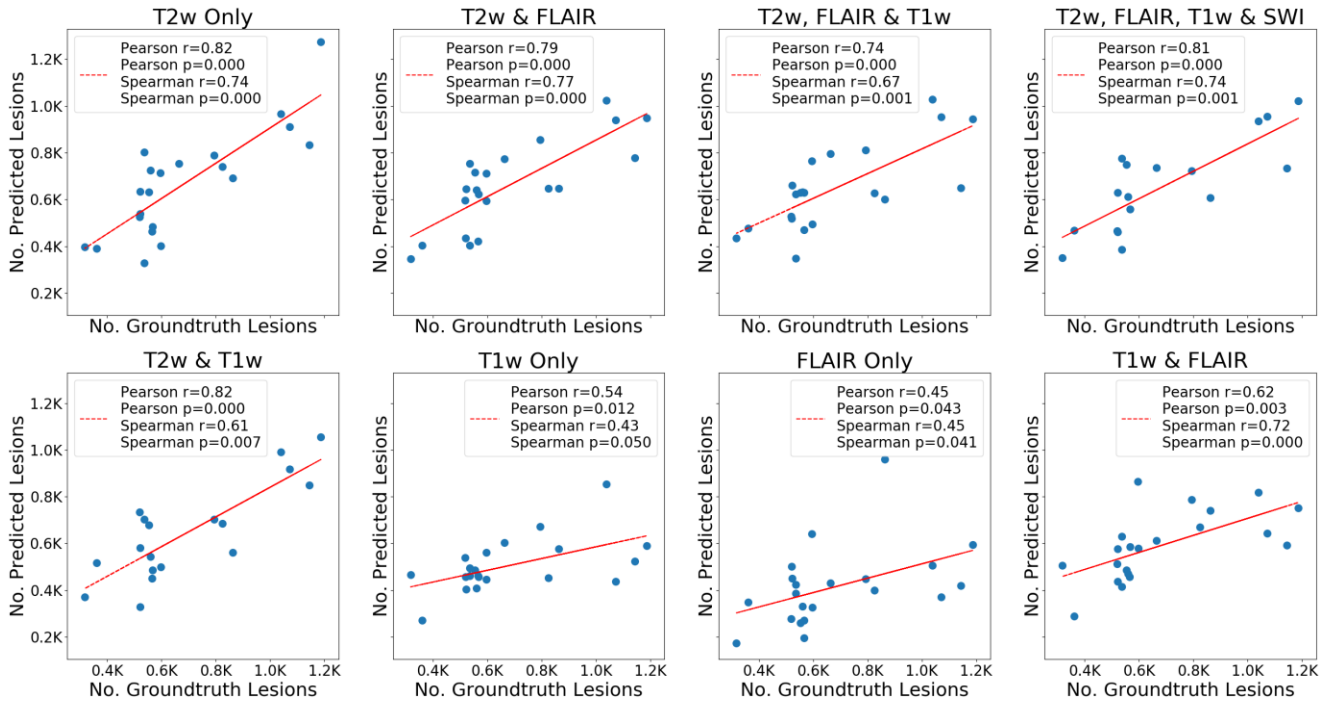 T2w Only
Pearson r=0.82
Pearson p=0.000
Spearman r=0.74
Spearman p=0.000
1.2K
1.0K
0.8K
0.6K
0.4K
0.2K
No. Predicted Lesions
No. Groundtruth Lesions
T2w & FLAIR
Pearson r=0.79
Pearson p=0.000
Spearman r=0.77
Spearman p=0.000
No. Predicted Lesions
No. Groundtruth Lesions
T2w, FLAIR & T1w
Pearson r=0.74
Pearson p=0.000
Spearman r=0.67
Spearman p=0.001
No. Predicted Lesions
No. Groundtruth Lesions
T2w, FLAIR, T1w & SWI
Pearson r=0.81
Pearson p=0.000
Spearman r=0.74
Spearman p=0.001
No. Predicted Lesions
No. Groundtruth Lesions
T2w & T1w
Pearson r=0.82
Pearson p=0.000
Spearman r=0.61
Spearman p=0.007
1.2K
1.0K
0.8K
0.6K
0.4K
0.2K
No. Predicted Lesions
0.4K 0.6K 0.8K 1.0K 1.2K
No. Groundtruth Lesions
T1w Only
Pearson r=0.54
Pearson p=0.012
Spearman r=0.43
Spearman p=0.050
No. Predicted Lesions
0.4K 0.6K 0.8K 1.0K 1.2K
No. Groundtruth Lesions
FLAIR Only
Pearson r=0.45
Pearson p=0.043
Spearman r=0.45
Spearman p=0.041
No. Predicted Lesions
0.4K 0.6K 0.8K 1.0K 1.2K
No. Groundtruth Lesions
T1w & FLAIR
Pearson r=0.62
Pearson p=0.003
Spearman r=0.72
Spearman p=0.000
No. Predicted Lesions
0.4K 0.6K 0.8K 1.0K 1.2K
No. Groundtruth Lesions